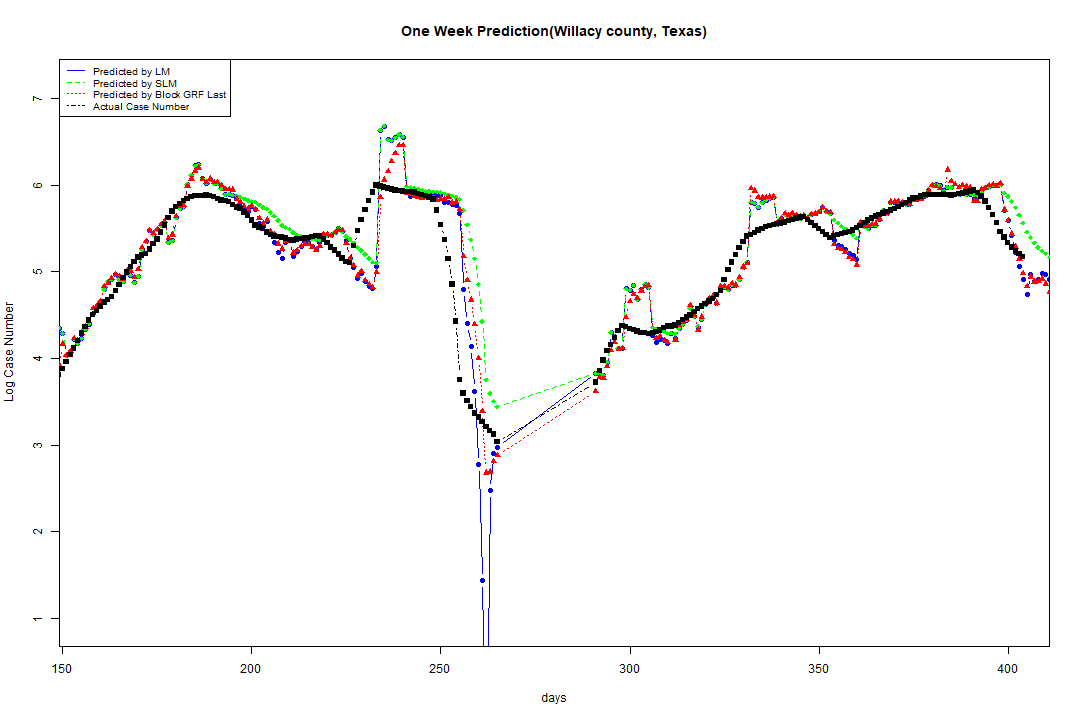 One Week Prediction(Willacy county, Texas)
Predicted by LM
Predicted by SLM
Predicted by Block GRF Last
Actual Case Number
7
6
5
4
3
2
1
Log Case Number
150 200 250 300 350 400
days